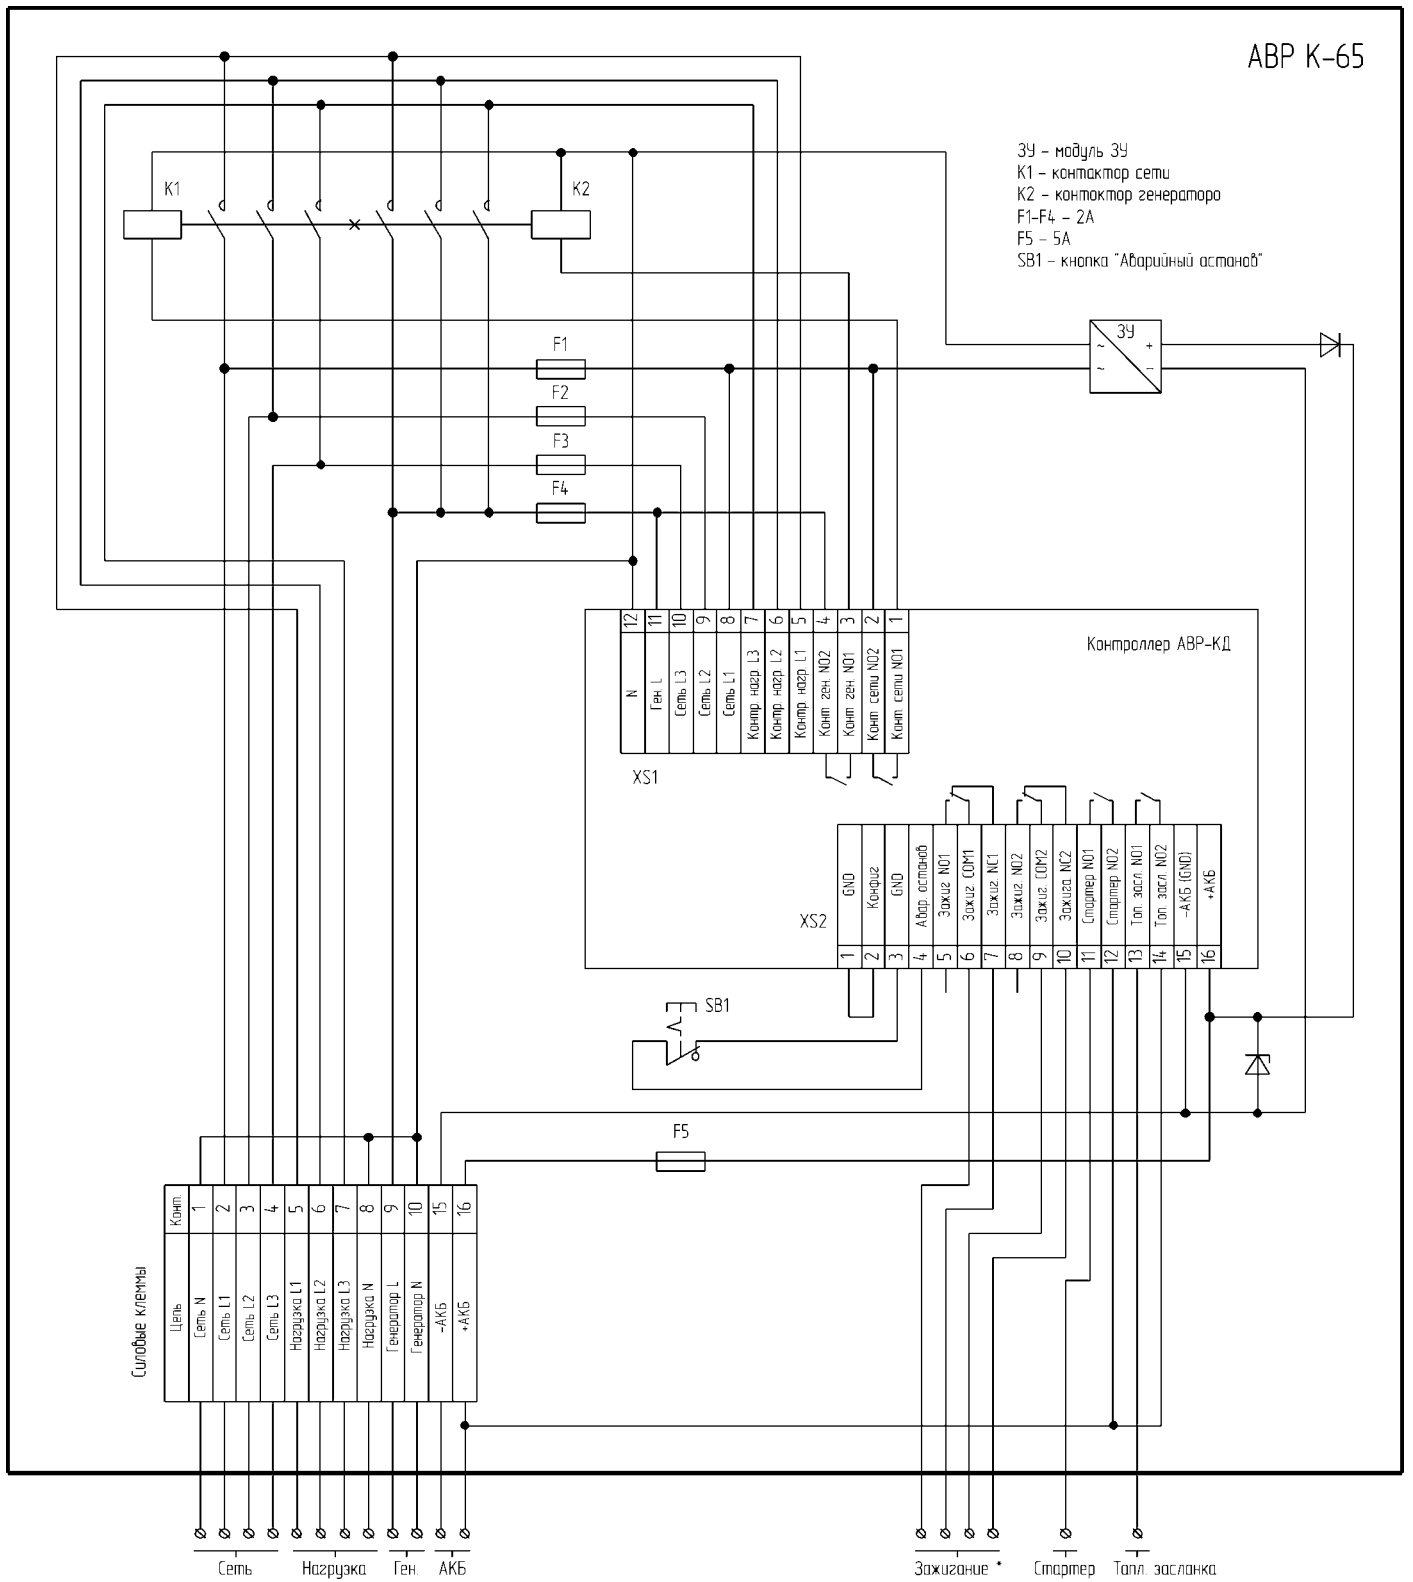 АВР К-65
ЗУ - модуль ЗУ
К1 - контактор сети
К2 - контоктор генераторо
F1-F4 - 2А
F5 - 5А
SB1 - кнопка "Аварийный астанов"
К1
К2
ЗУ
~ +
~ -
F1
F2
F3
F4
Контроллер АВР-КД
12 11 10 9 8 7 6 5 4 3 2 1
N
Ген. L
Сеть L3
Сеть L2
Сеть L1
Контр. нагр. L3
Контр. нагр. L2
Контр. нагр. L1
Конт ген. NO2
Конт ген. NO1
Конт сети NO2
Конт. сети NO1
XS1
GND
Конфиг
GND
Авар. останов
Зажиг NO1
Зажиг. COM1
Зажиг. NC1
Зажиг. NO2
Зажиг. COM2
Зажига. NC2
Стартер NO1
Стартер NO2
Топ. засл. NO1
Топ. засл. NO2
-АКБ (GND)
+АКБ
XS2
1 2 3 4 5 6 7 8 9 10 11 12 13 14 15 16
SB1
F5
Силовые клеммы
Конт. 1 2 3 4 5 6 7 8 9 10 15 16
Цепь
Сеть N
Сеть L1
Сеть L2
Сеть L3
Нагрузка L1
Нагрузка L2
Нагрузка L3
Нагрузка N
Генератор L
Генератор N
-АКБ
+АКБ
Сеть Нагрузка Ген. АКБ Зажигание * Стартер Топл. засланка